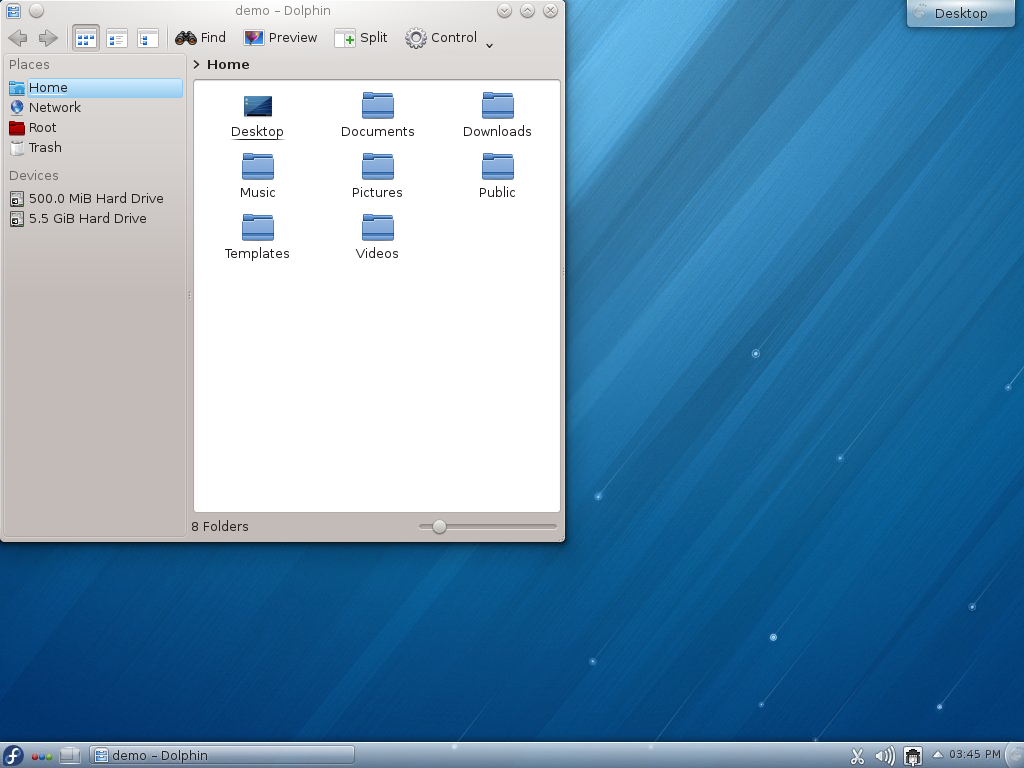 demo – Dolphin
Desktop
Find Preview Split Control
Places
Home
Network
Root
Trash
Devices
500.0 MiB Hard Drive
5.5 GiB Hard Drive
> Home
Desktop Documents Downloads
Music Pictures Public
Templates Videos
8 Folders
demo – Dolphin
03:45 PM